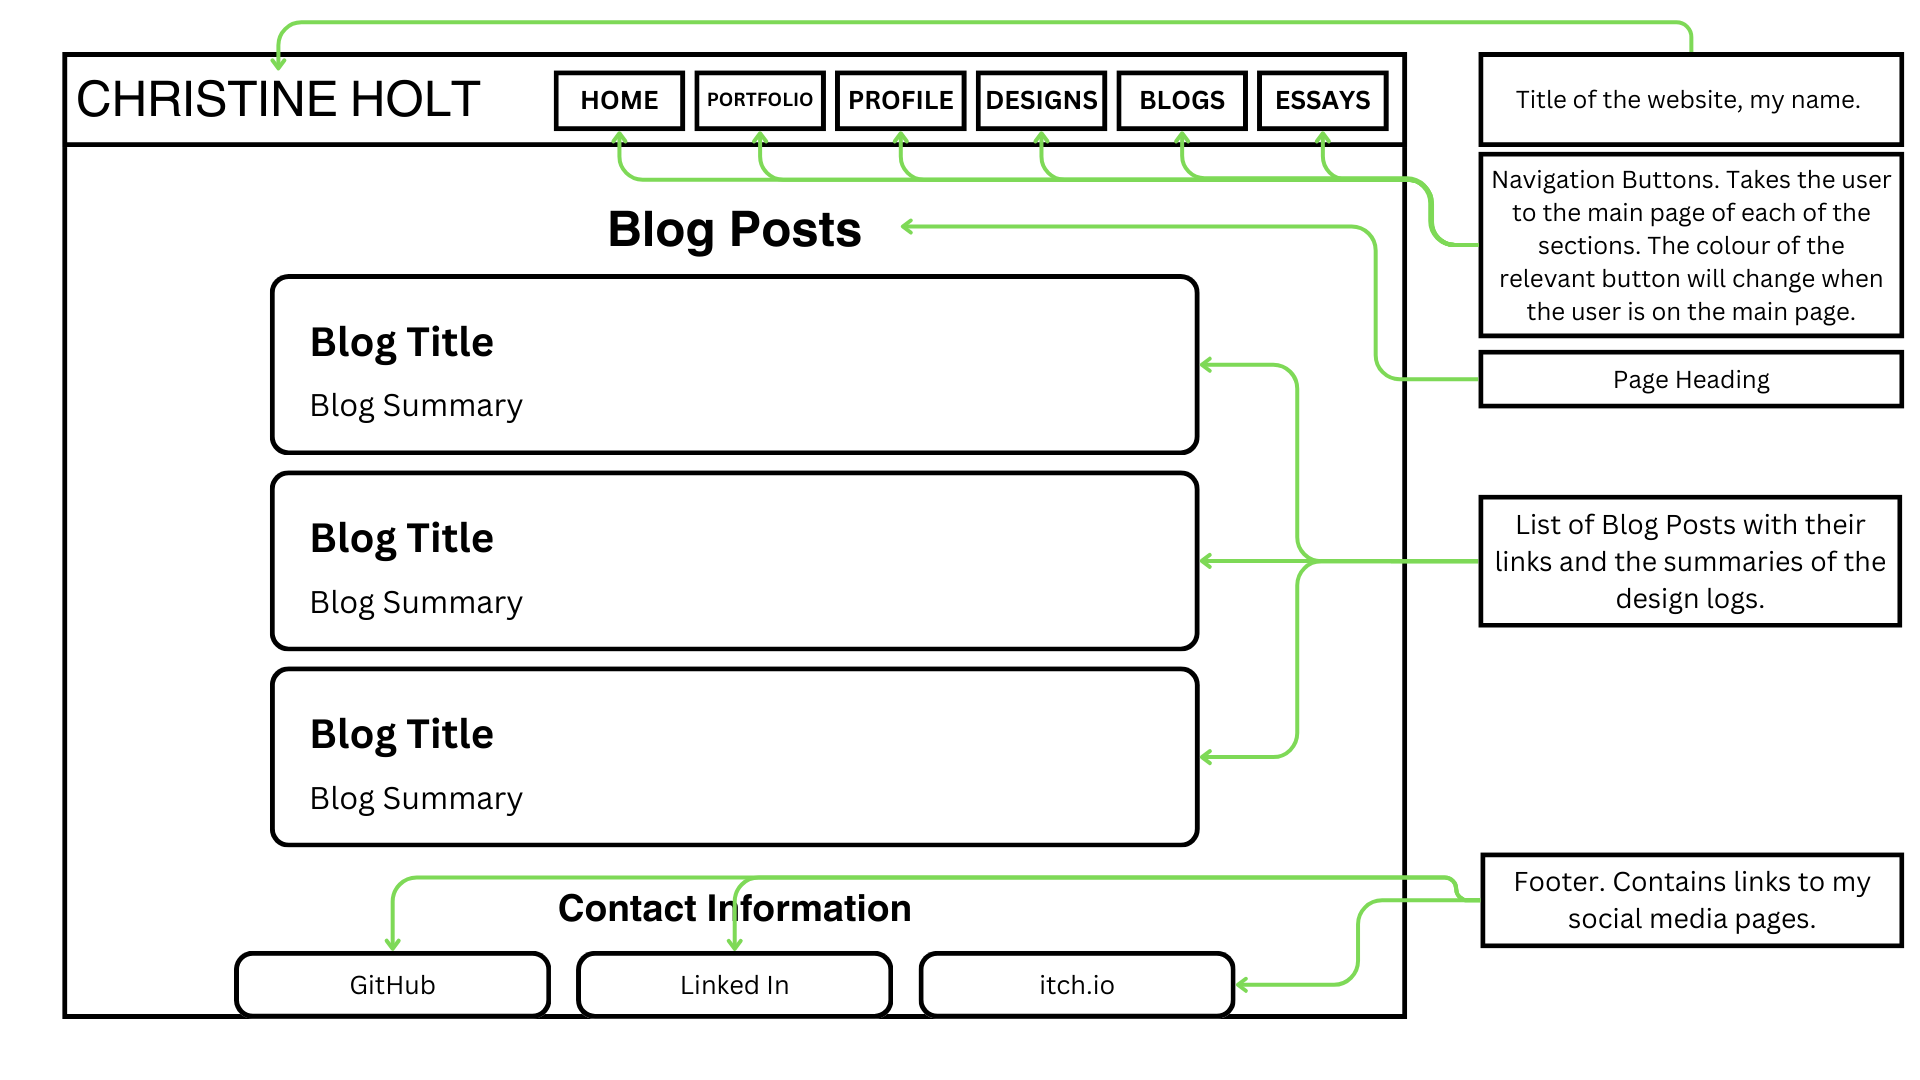 CHRISTINE HOLT
HOME
PORTFOLIO
PROFILE
DESIGNS
BLOGS
ESSAYS
Title of the website, my name.
Navigation Buttons. Takes the user
to the main page of each of the
sections. The colour of the
relevant button will change when
the user is on the main page.
Blog Posts
Page Heading
Blog Title
Blog Summary
Blog Title
Blog Summary
List of Blog Posts with their
links and the summaries of the
design logs.
Blog Title
Blog Summary
Contact Information
Footer. Contains links to my
social media pages.
GitHub
Linked In
itch.io